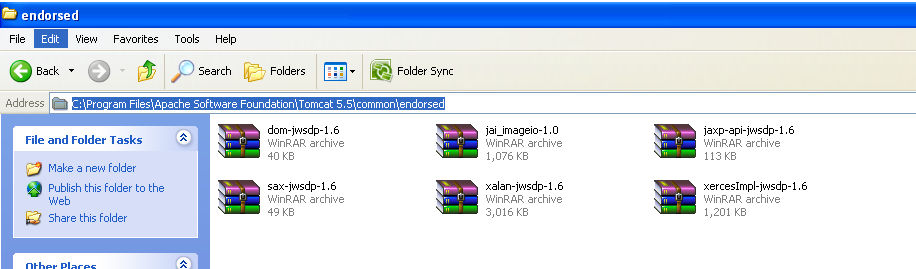 endorsed
File Edit View Favorites Tools Help
Back Search Folders Folder Sync
Address C:\Program Files\Apache Software Foundation\Tomcat 5.5\common\endorsed
File and Folder Tasks
Make a new folder
Publish this folder to the
Web
Share this folder
Other Places
dom-jwsdp-1.6
WinRAR archive
40 KB
jai_imageio-1.0
WinRAR archive
1,076 KB
jaxp-api-jwsdp-1.6
WinRAR archive
113 KB
sax-jwsdp-1.6
WinRAR archive
49 KB
xalan-jwsdp-1.6
WinRAR archive
3,016 KB
xercesImpl-jwsdp-1.6
WinRAR archive
1,201 KB